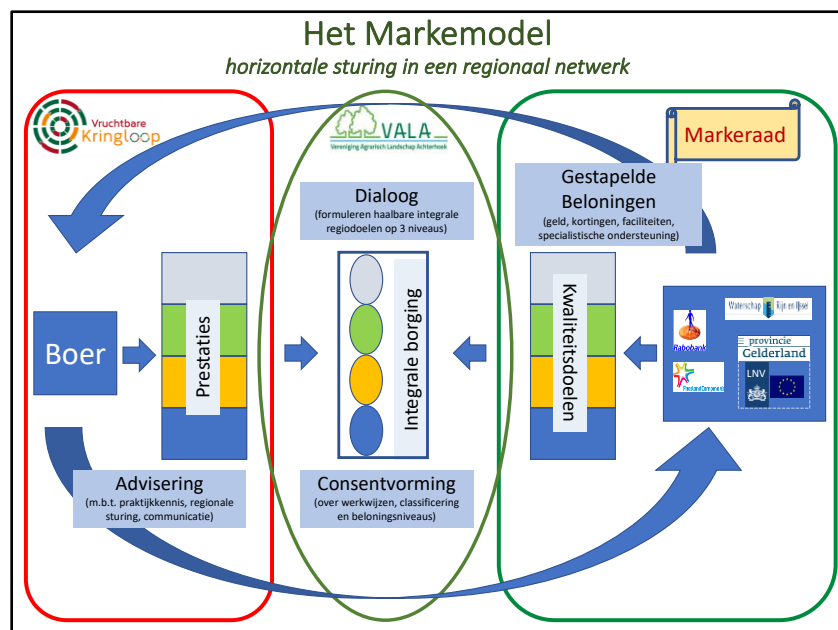 Het Markemodel
horizontale sturing in een regionaal netwerk
Vruchtbare
Kringloop
VALA
Vereniging Agrarisch Landschap Achterhoek
Markeraad
Dialoog
(formuleren haalbare integrale
regiodoelen op 3 niveaus)
Gestapelde
Beloningen
(geld, kortingen, faciliteiten,
specialistische ondersteuning)
Boer
Prestaties
Integrale borging
Kwaliteitsdoelen
Waterschap Rijn en IJssel
Rabobank
provincie
Gelderland
FrieslandCampina
LNV
Advisering
(m.b.t. praktijkkennis, regionale
sturing, communicatie)
Consentvorming
(over werkwijzen, classificering
en beloningsniveaus)